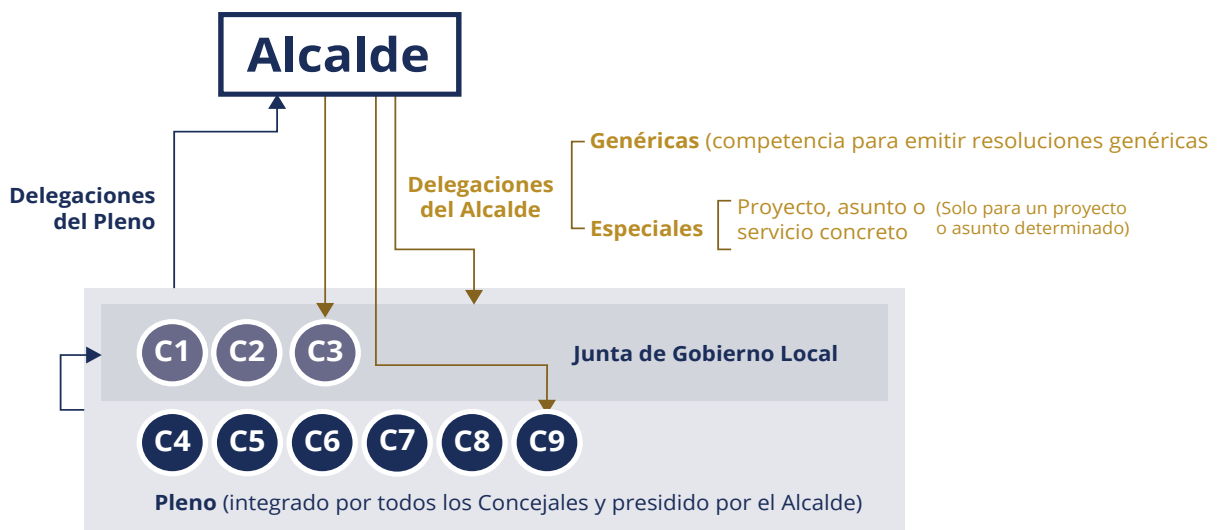 Alcalde
Delegaciones
del Pleno
Delegaciones
del Alcalde
Genéricas (competencia para emitir resoluciones genéricas
Especiales
Proyecto, asunto o
servicio concreto
(Solo para un proyecto
o asunto determinado)
C1 C2 C3
Junta de Gobierno Local
C4 C5 C6 C7 C8 C9
Pleno (integrado por todos los Concejales y presidido por el Alcalde)